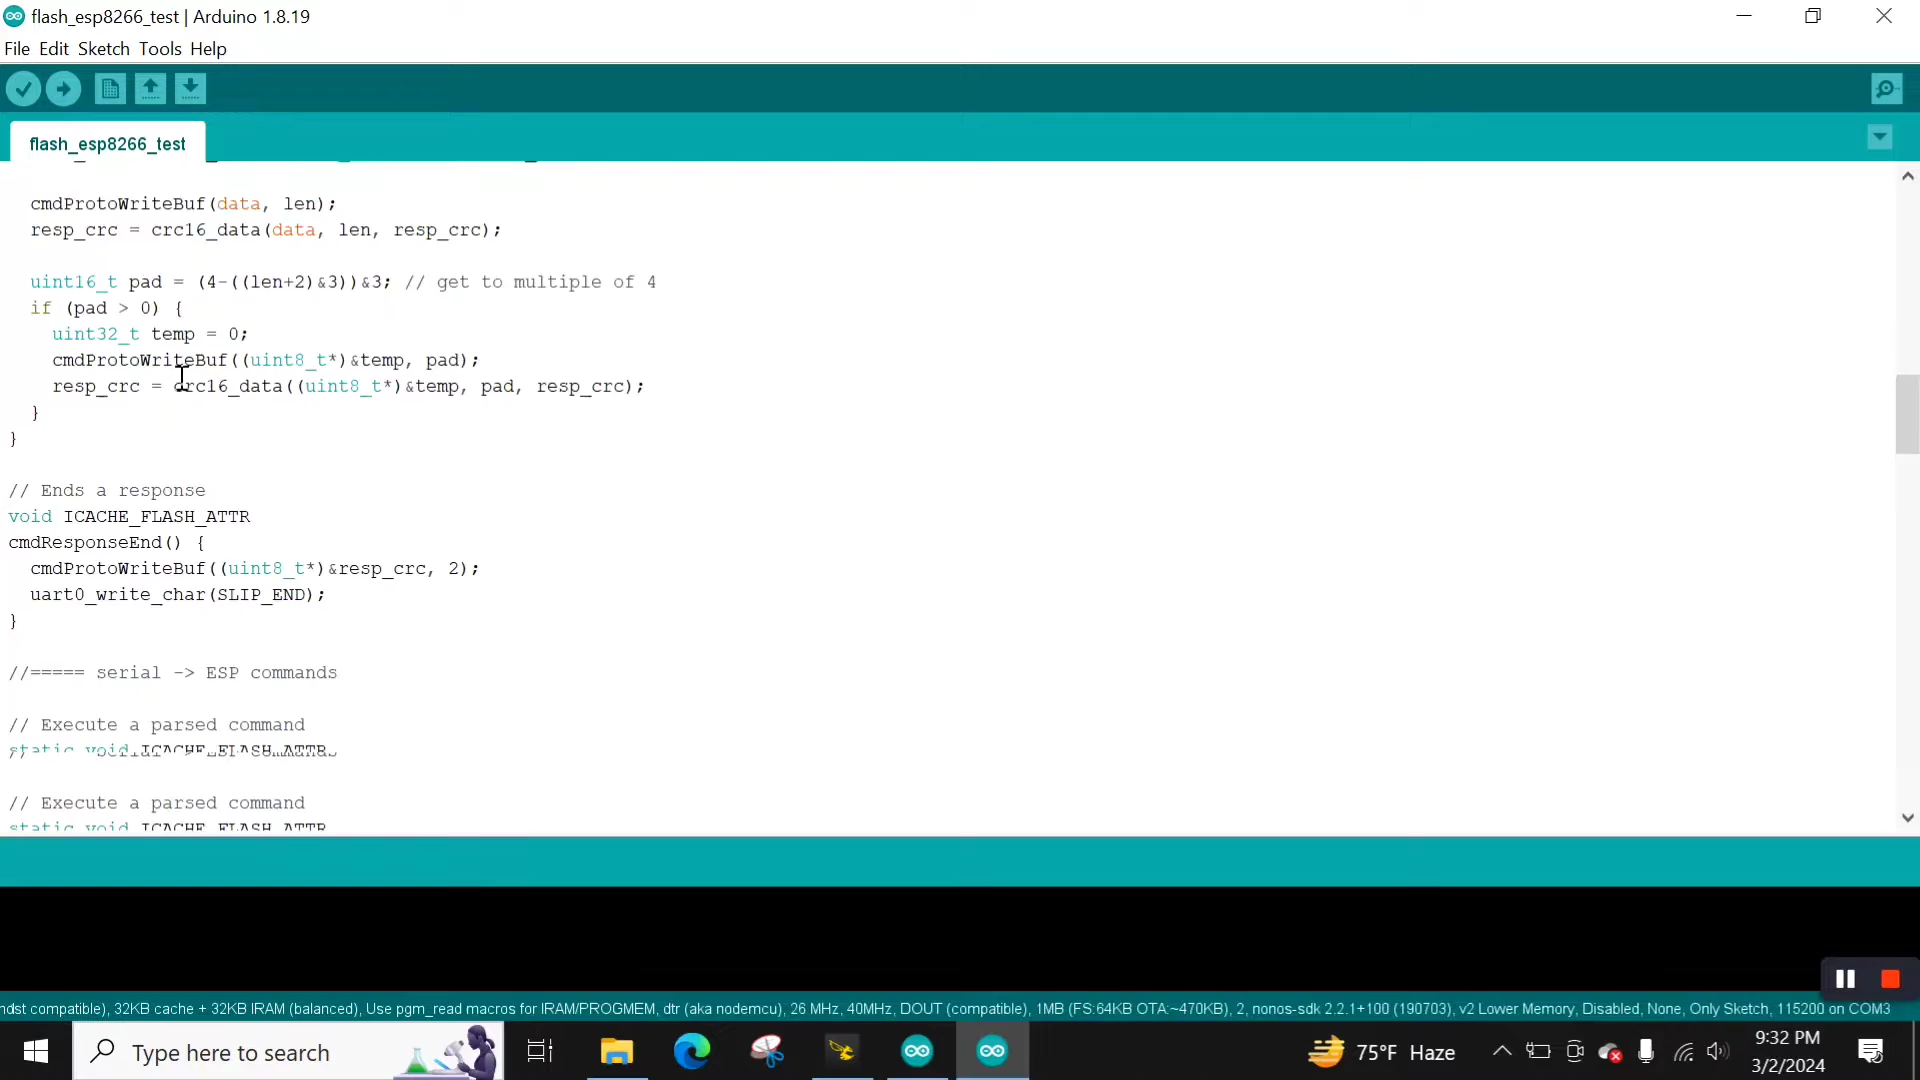 flash_esp8266_test | Arduino 1.8.19
File Edit Sketch Tools Help
flash_esp8266_test
cmdProtoWriteBuf(data, len);
resp_crc = crc16_data(data, len, resp_crc);
uint16_t pad = (4-((len+2)&3))&3; // get to multiple of 4
if (pad > 0) {
uint32_t temp = 0;
cmdProtoWriteBuf((uint8_t*)&temp, pad);
resp_crc = crc16_data((uint8_t*)&temp, pad, resp_crc);
}
}
// Ends a response
void ICACHE_FLASH_ATTR
cmdResponseEnd() {
cmdProtoWriteBuf((uint8_t*)&resp_crc, 2);
uart0_write_char(SLIP_END);
}
//===== serial -> ESP commands
// Execute a parsed command
static void ICACHE_FLASH_ATTR
// Execute a parsed command
static void ICACHE_FLASH_ATTR
compatible), 32KB cache + 32KB IRAM (balanced), Use pgm_read macros for IRAM/PROGMEM, dtr (aka nodemcu), 26 MHz, 40MHz, DOUT (compatible), 1MB (FS:64KB OTA:~470KB), 2, nonos-sdk 2.2.1+100 (190703), v2 Lower Memory, Disabled, None, Only Sketch, 115200 on COM3
Type here to search
75°F Haze
9:32 PM
3/2/2024